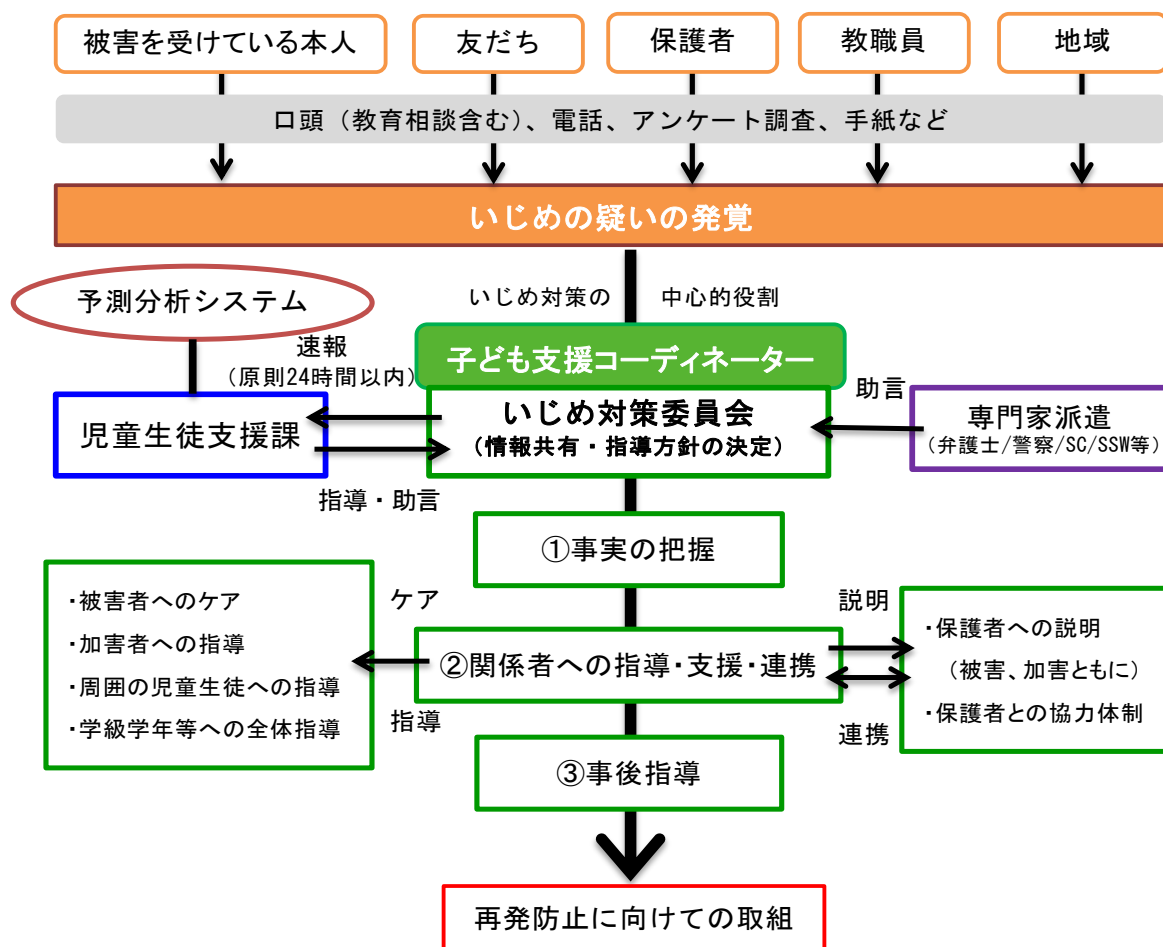 被害を受けている本人
友だち
保護者
教職員
地域
口頭（教育相談含む）、電話、アンケート調査、手紙など
いじめの疑いの発覚
予測分析システム
いじめ対策の
中心的役割
速報
（原則24時間以内）
子ども支援コーディネーター
いじめ対策委員会
（情報共有・指導方針の決定）
児童生徒支援課
助言
専門家派遣
（弁護士/警察/SC/SSW等）
指導・助言
①事実の把握
・被害者へのケア
・加害者への指導
・周囲の児童生徒への指導
・学級学年等への全体指導
ケア
指導
②関係者への指導・支援・連携
説明
連携
・保護者への説明
（被害、加害ともに）
・保護者との協力体制
③事後指導
再発防止に向けての取組